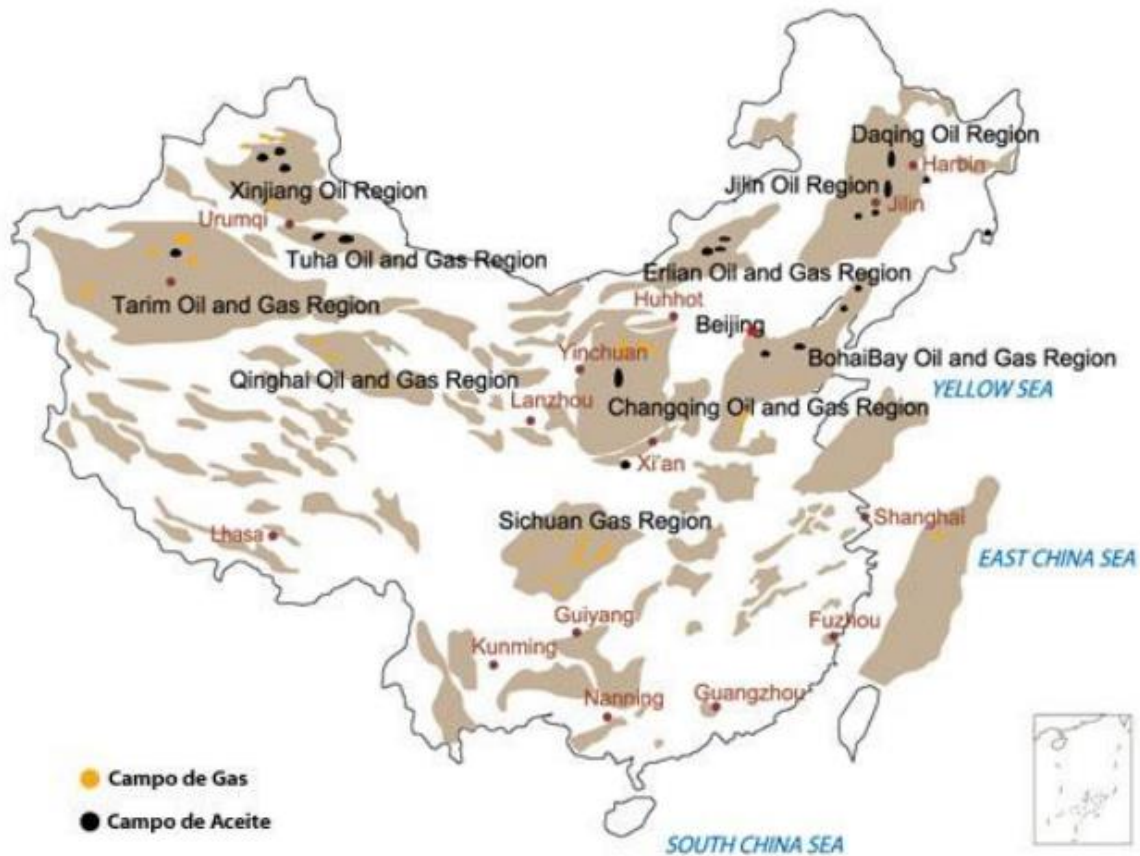 Daqing Oil Region
Harbin
Xinjiang Oil Region
Jilin Oil Region
Jilin
Urumqi
Tuha Oil and Gas Region
Erlian Oil and Gas Region
Tarim Oil and Gas Region
Huhhot
Beijing
Yinchuan
BohaiBay Oil and Gas Region
Qinghai Oil and Gas Region
YELLOW SEA
Lanzhou
Changqing Oil and Gas Region
Xi'an
Sichuan Gas Region
Shanghai
Lhasa
EAST CHINA SEA
Guiyang
Fuzhou
Kunming
Nanning
Guangzhou
Campo de Gas
Campo de Aceite
SOUTH CHINA SEA